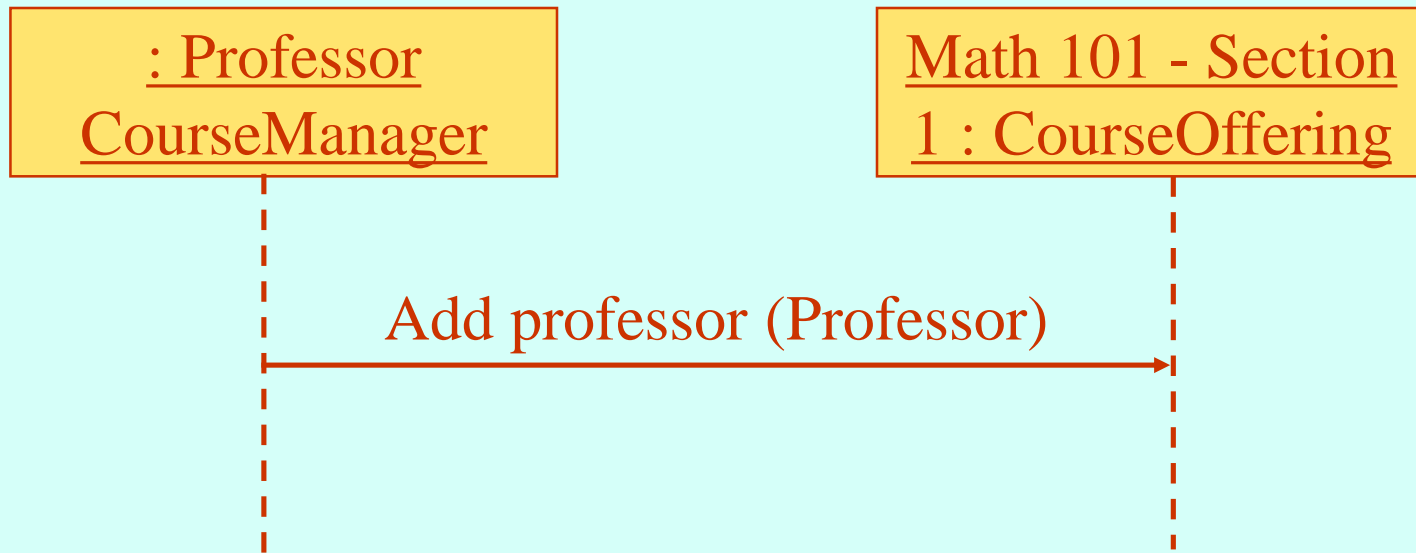 : Professor
CourseManager
Math 101 - Section
1 : CourseOffering
Add professor (Professor)